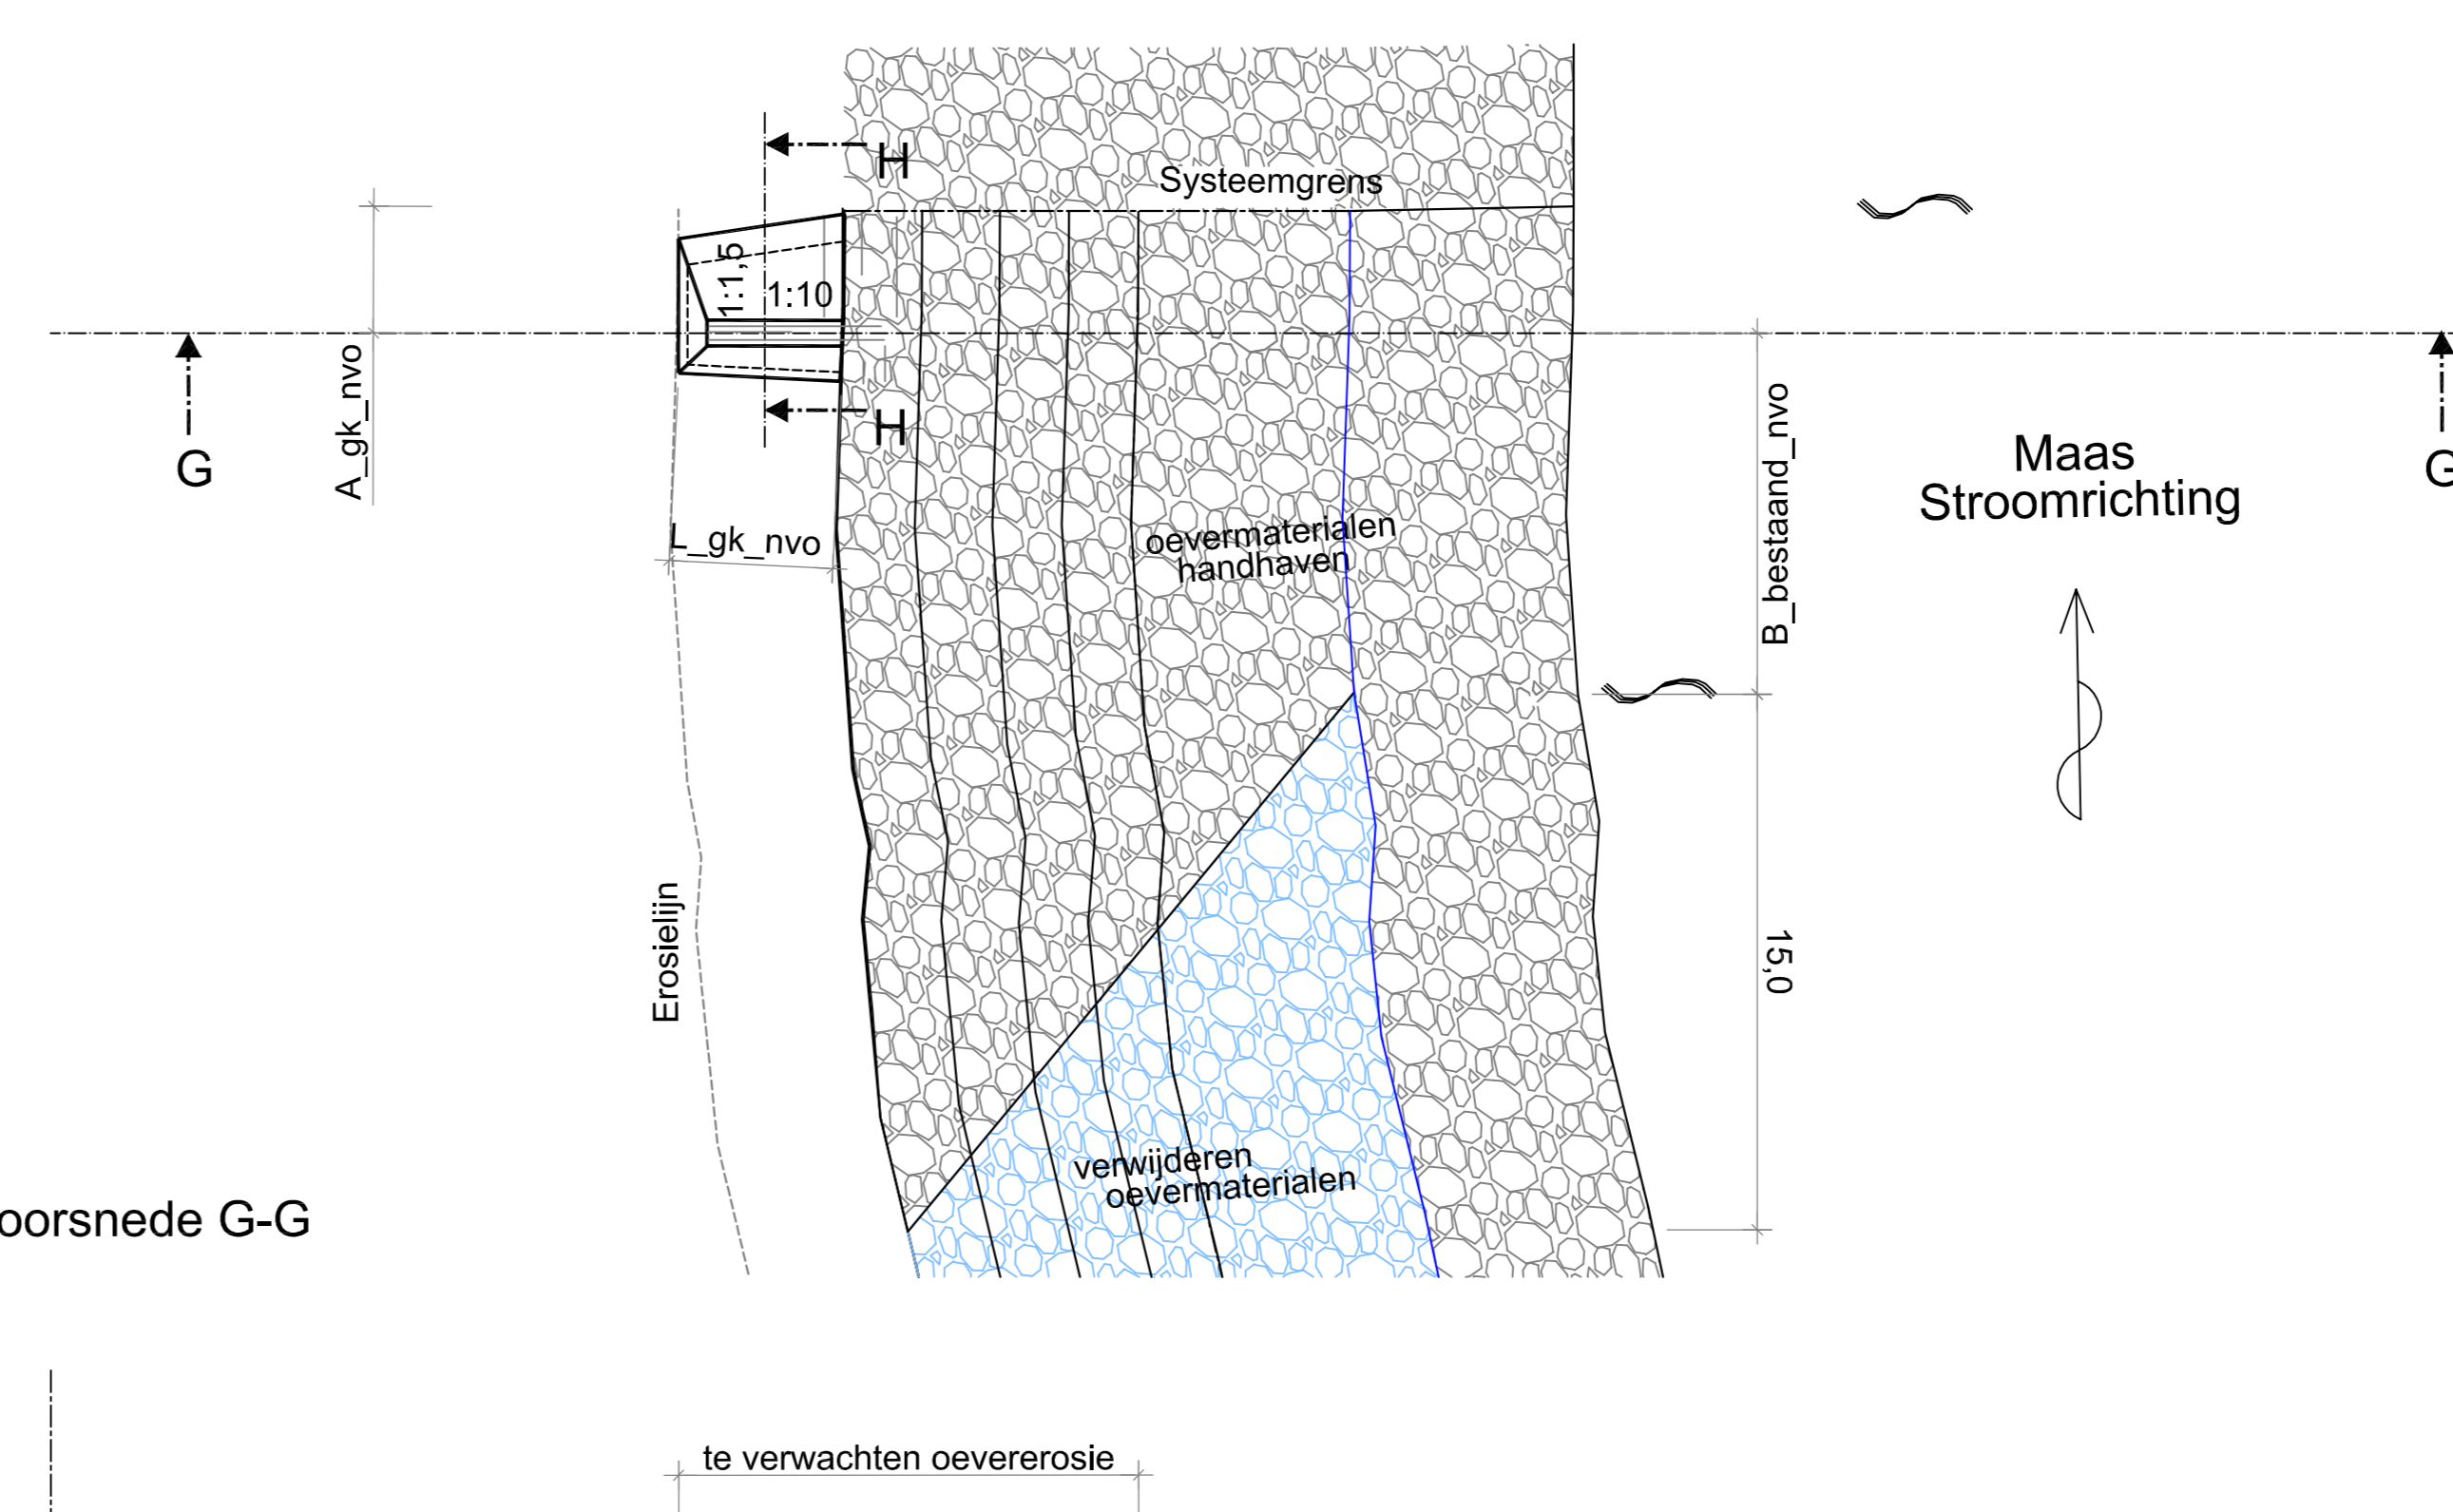 H
Systeemgrens
1:1,5
1:10
A_gk_nvo
G
H
B_bestaand_nvo
Maas
Stroomrichting
G
L_gk_nvo
oevermaterialen
handhaven
Erosielijn
15,0
verwijderen
oevermaterialen
oorsnede G-G
te verwachten oevererosie